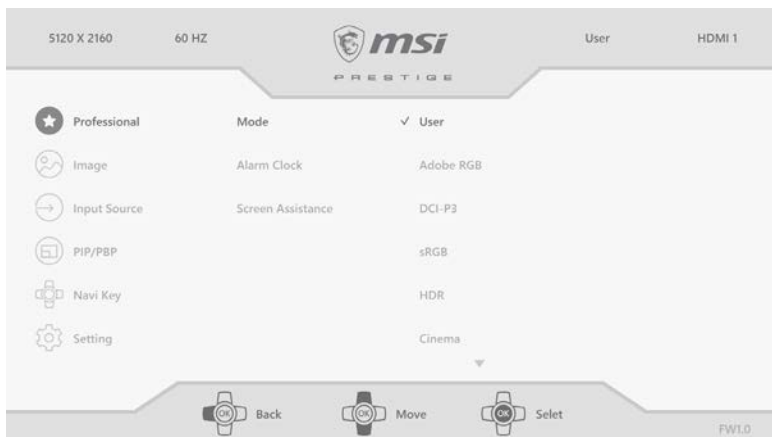 5120 X 2160 60 HZ msi User HDMI 1
PRESTIGE
Professional Mode ✓ User
Image Alarm Clock Adobe RGB
Input Source Screen Assistance DCI-P3
PIP/PBP sRGB
Navi Key HDR
Setting Cinema
OK Back OK Move OK Selet
FW1.0